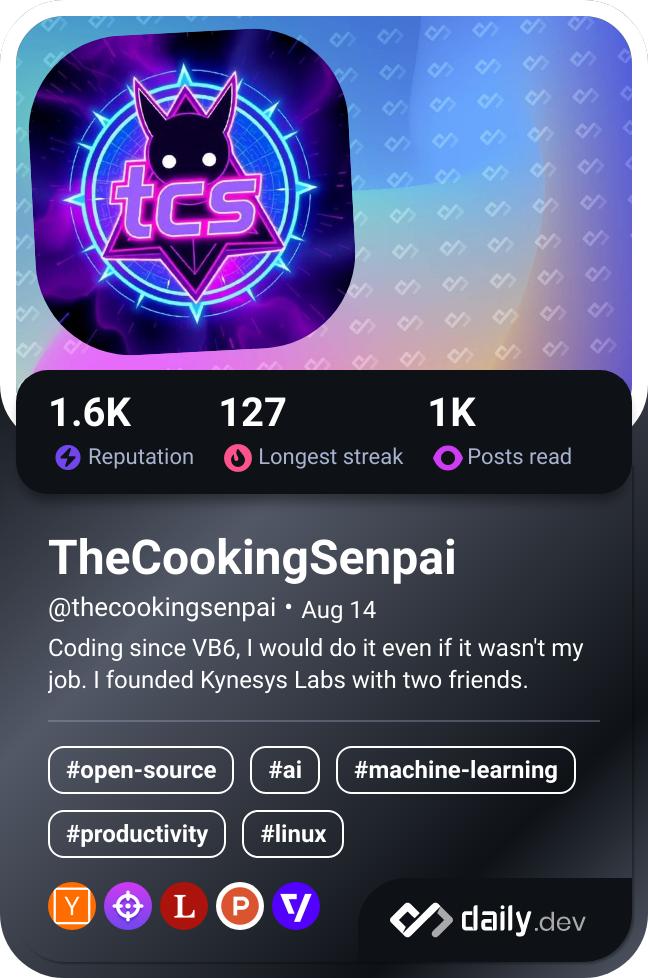 tcs
1.6K 127 1K
Reputation Longest streak Posts read
TheCookingSenpai
@thecookingsenpai • Aug 14
Coding since VB6, I would do it even if it wasn't my
job. I founded Kynesys Labs with two friends.
#open-source #ai #machine-learning
#productivity #linux
Y L P
daily.dev